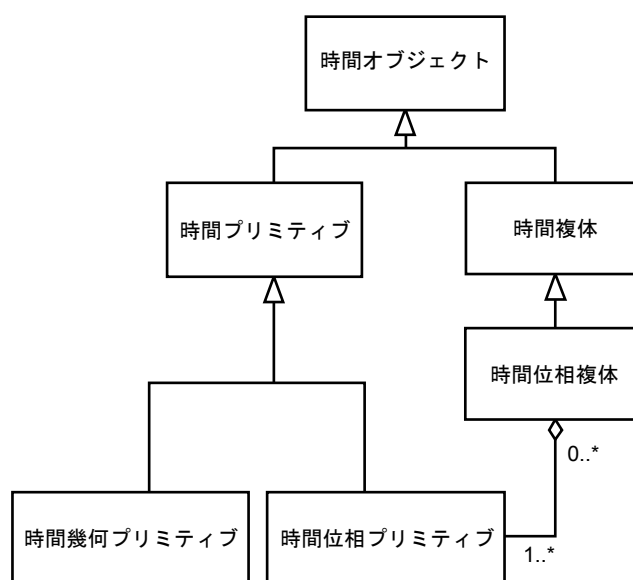 時間オブジェクト
時間プリミティブ
時間複体
時間位相複体
0..*
時間幾何プリミティブ
時間位相プリミティブ
1..*